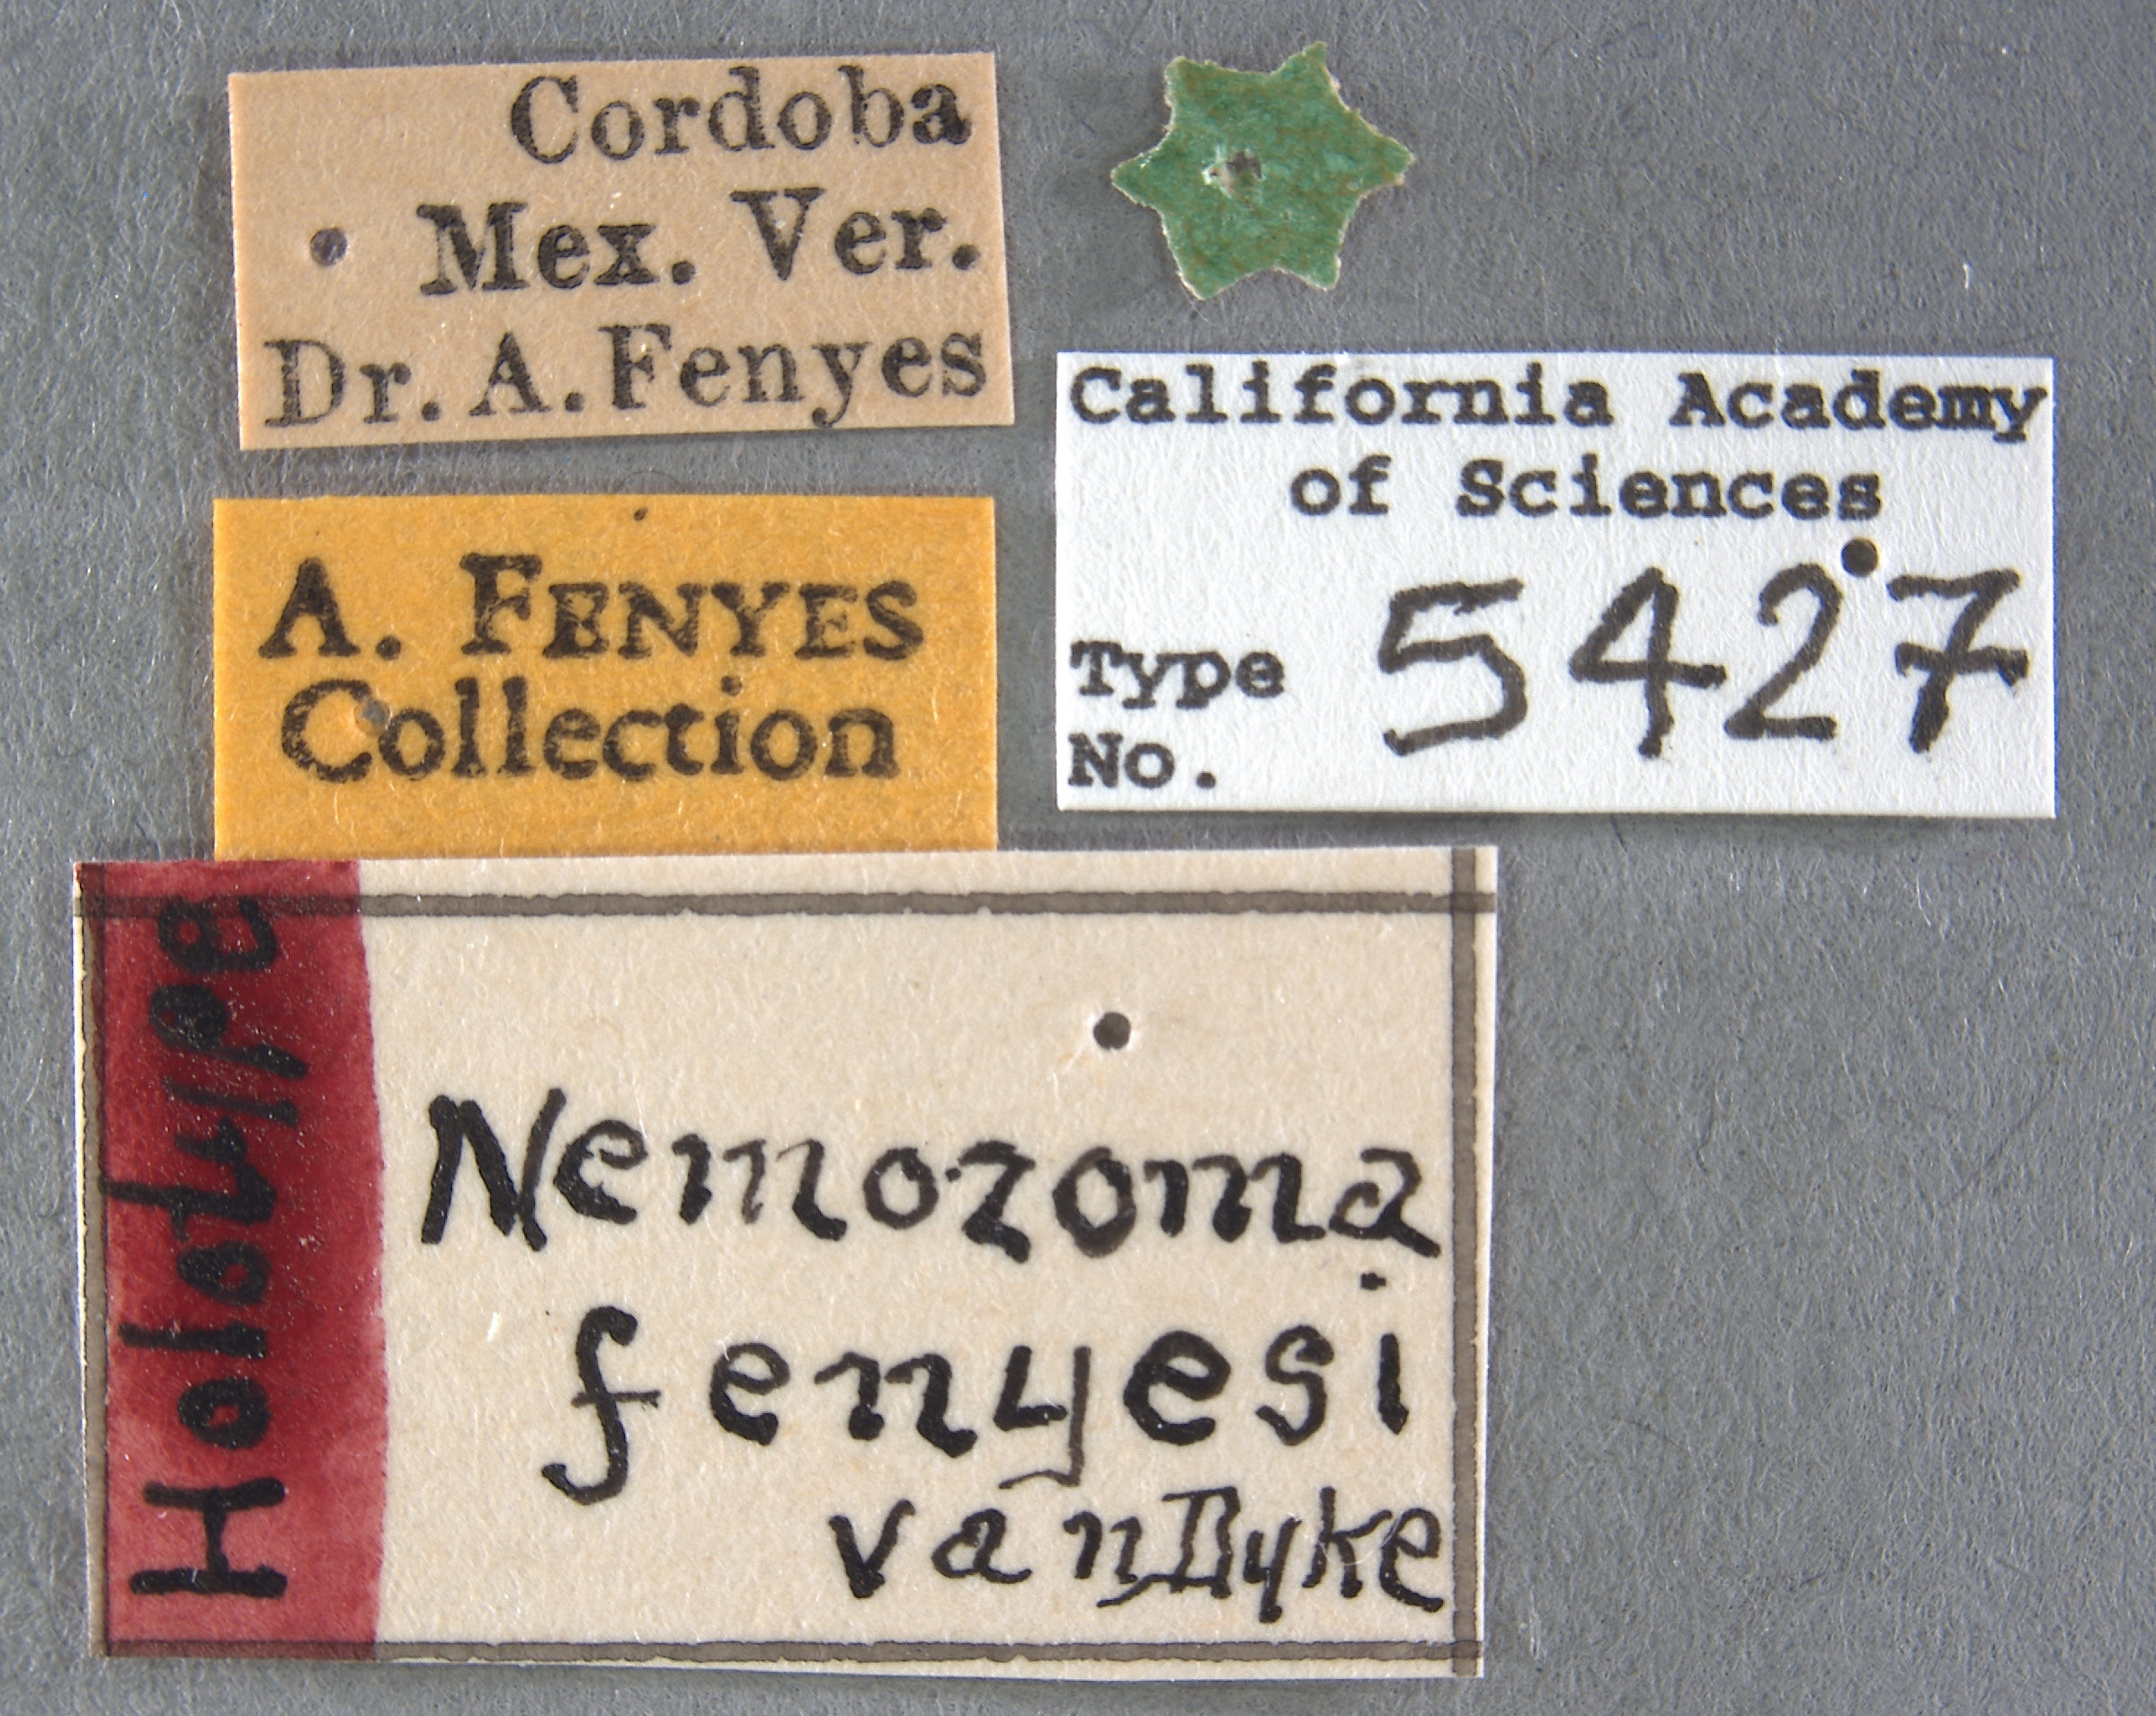 Cordoba
Mex. Ver.
Dr. A. Fenyes
A. FENYES
Collection
California Academy
of Sciences
Type
No. 5427
Holotype
Nemozoma
fenyesi
vanDyke